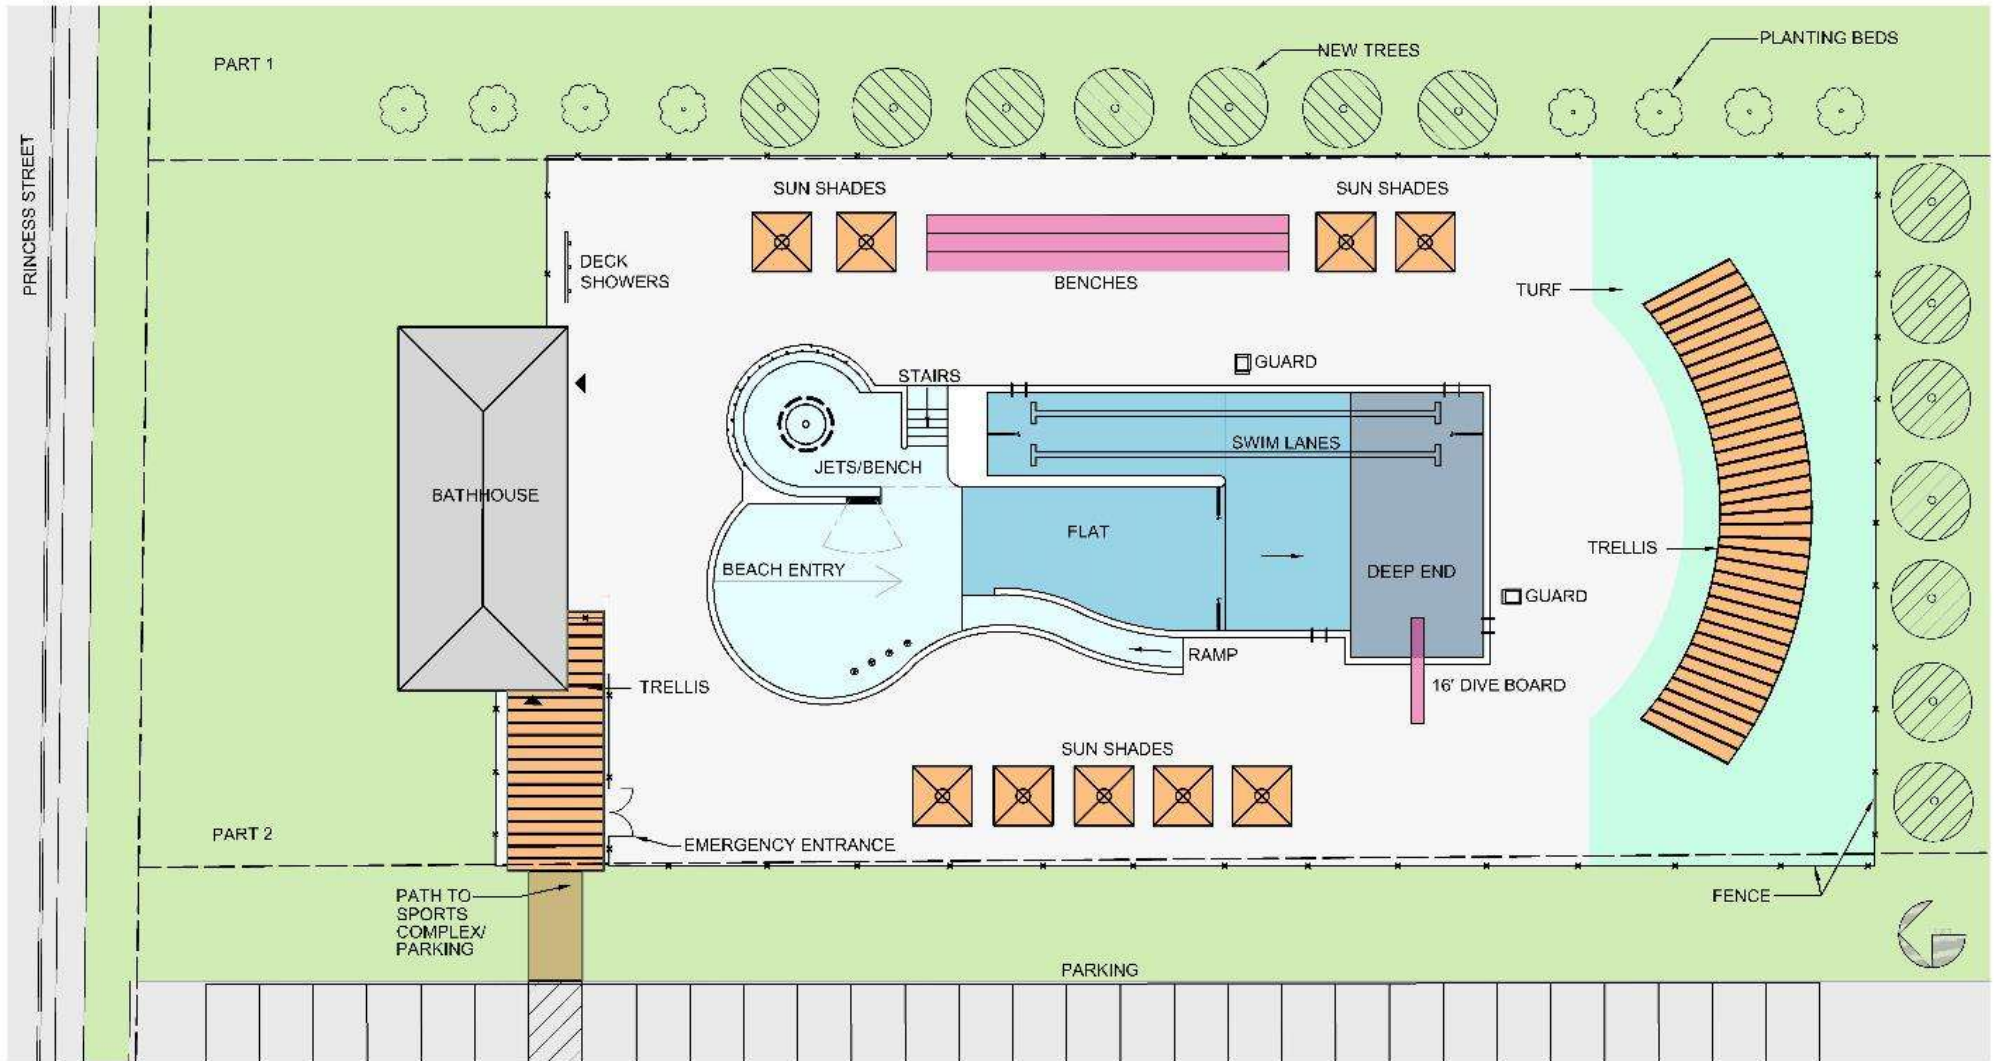 PART 1
NEW TREES
PLANTING BEDS
PRINCESS STREET
SUN SHADES
SUN SHADES
DECK
SHOWERS
BENCHES
TURF
GUARD
STAIRS
SWIM LANES
JETS/BENCH
BATHHOUSE
FLAT
TRELLIS
BEACH ENTRY
DEEP END
GUARD
RAMP
TRELLIS
16' DIVE BOARD
SUN SHADES
PART 2
EMERGENCY ENTRANCE
PATH TO
SPORTS
COMPLEX/
PARKING
FENCE
PARKING